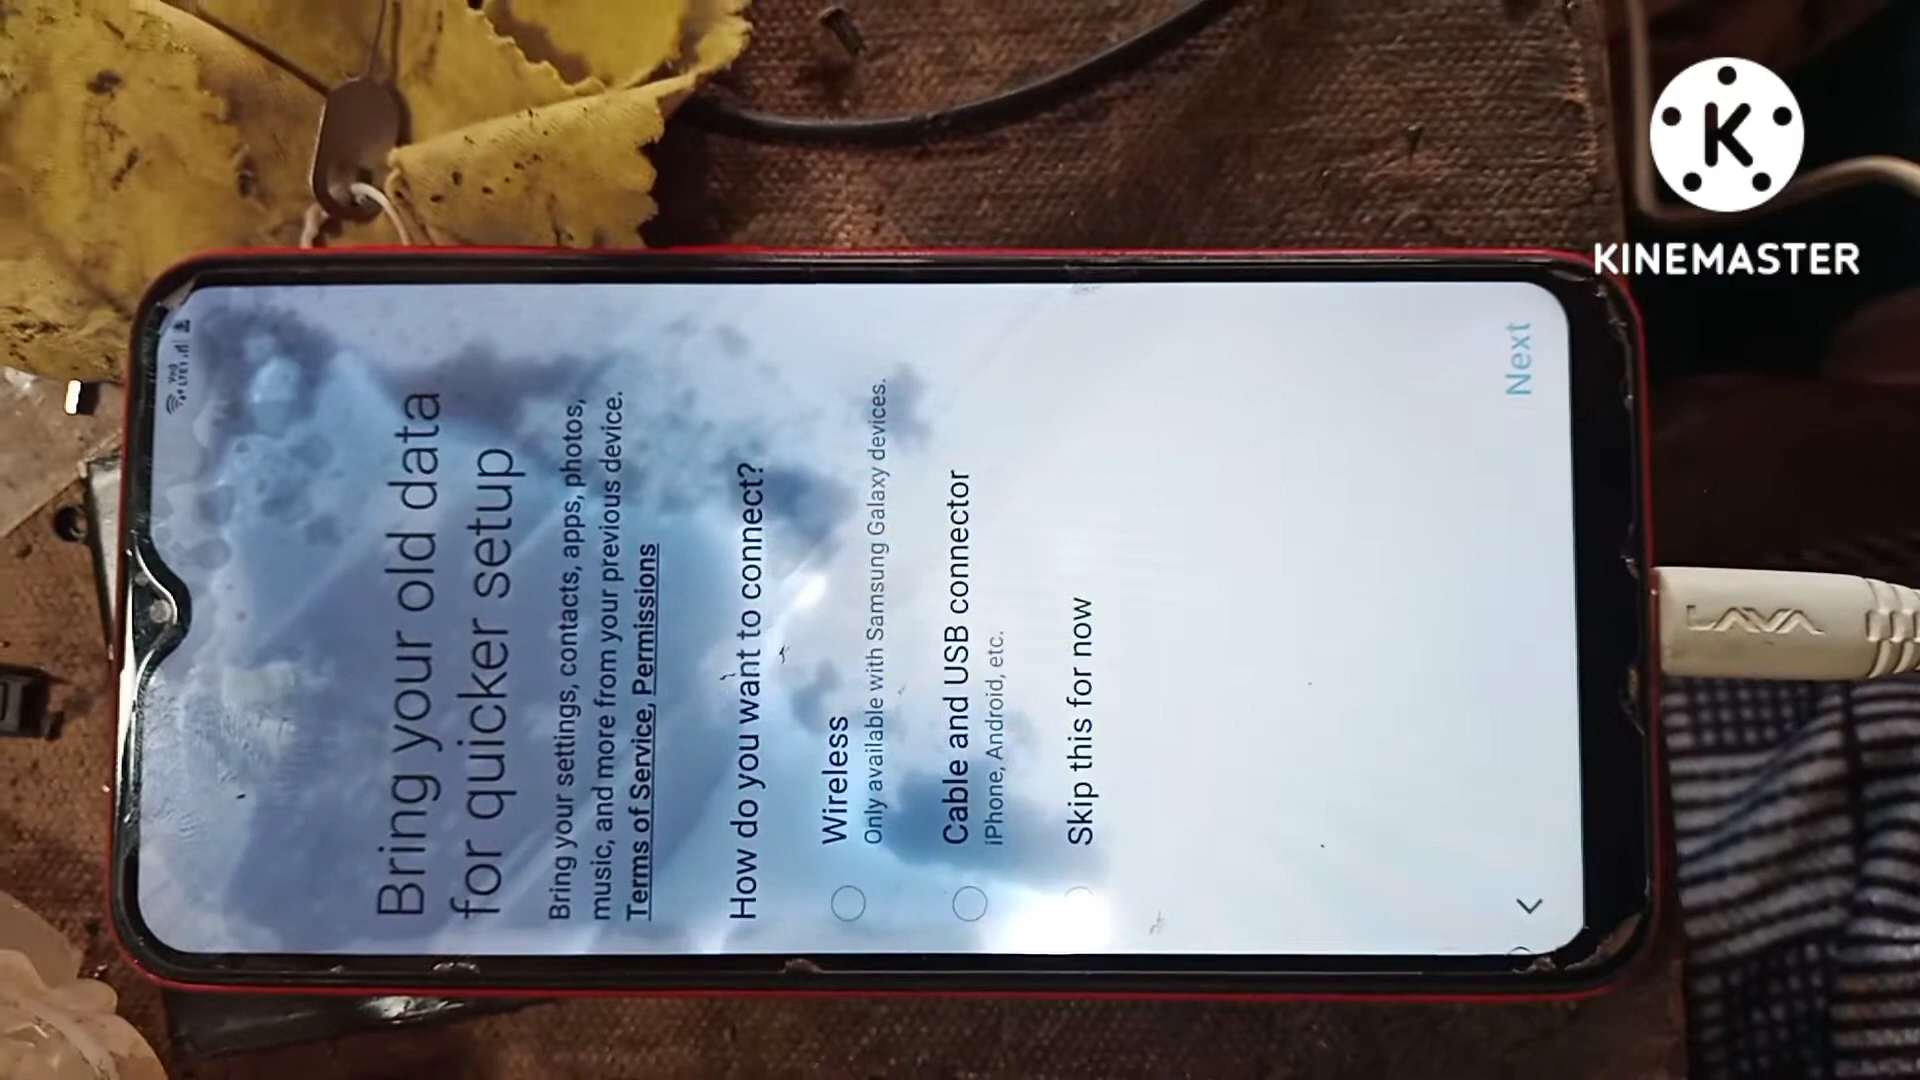 Bring your old data
for quicker setup
Bring your settings, contacts, apps, photos,
music, and more from your previous device.
Terms of Service, Permissions
How do you want to connect?
Wireless
Only available with Samsung Galaxy devices.
Cable and USB connector
iPhone, Android, etc.
Skip this for now
Next
LAVA
K
KINEMASTER